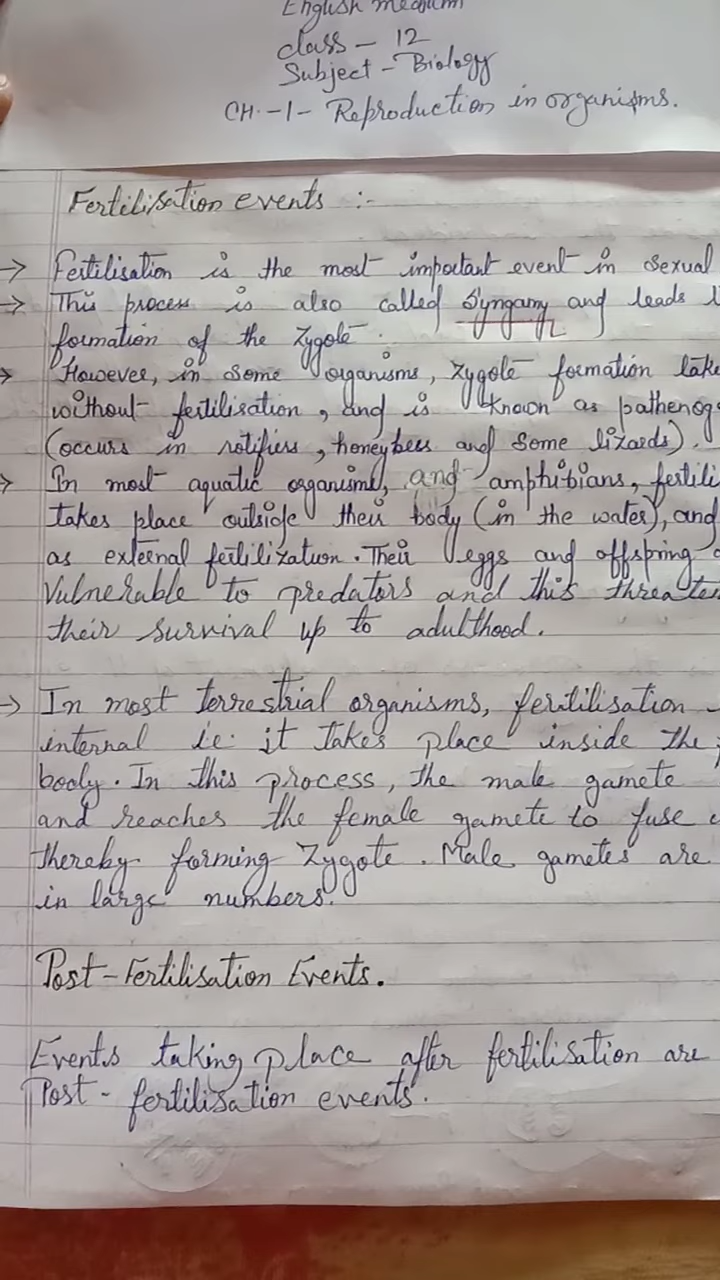 English medium
class - 12
Subject - Biology
CH.-1- Reproduction in organisms.
Fertilisation events :-
→ Fertilisation is the most important event in sexual
→ This process is also called Syngamy and leads
formation of the Zygote.
→ However, in some organisms, zygote formation take
without fertilisation, and is known as pathenog
(occurs in rotifiers, honeybees and some lizards).
→ In most aquatic organisms, and amphibians, fertili
takes place outside their body (in the water), and
as external fertilization. Their eggs and offspring
vulnerable to predators and this threate
their survival up to adulthood.
→ In most terrestrial organisms, fertilisation
internal i.e. it takes place inside the
body. In this process, the male gamete
and reaches the female gamete to fuse
thereby forming Zygote. Male gametes are
in large numbers.
Post-Fertilisation Events.
Events taking place after fertilisation are
Post-fertilisation events.